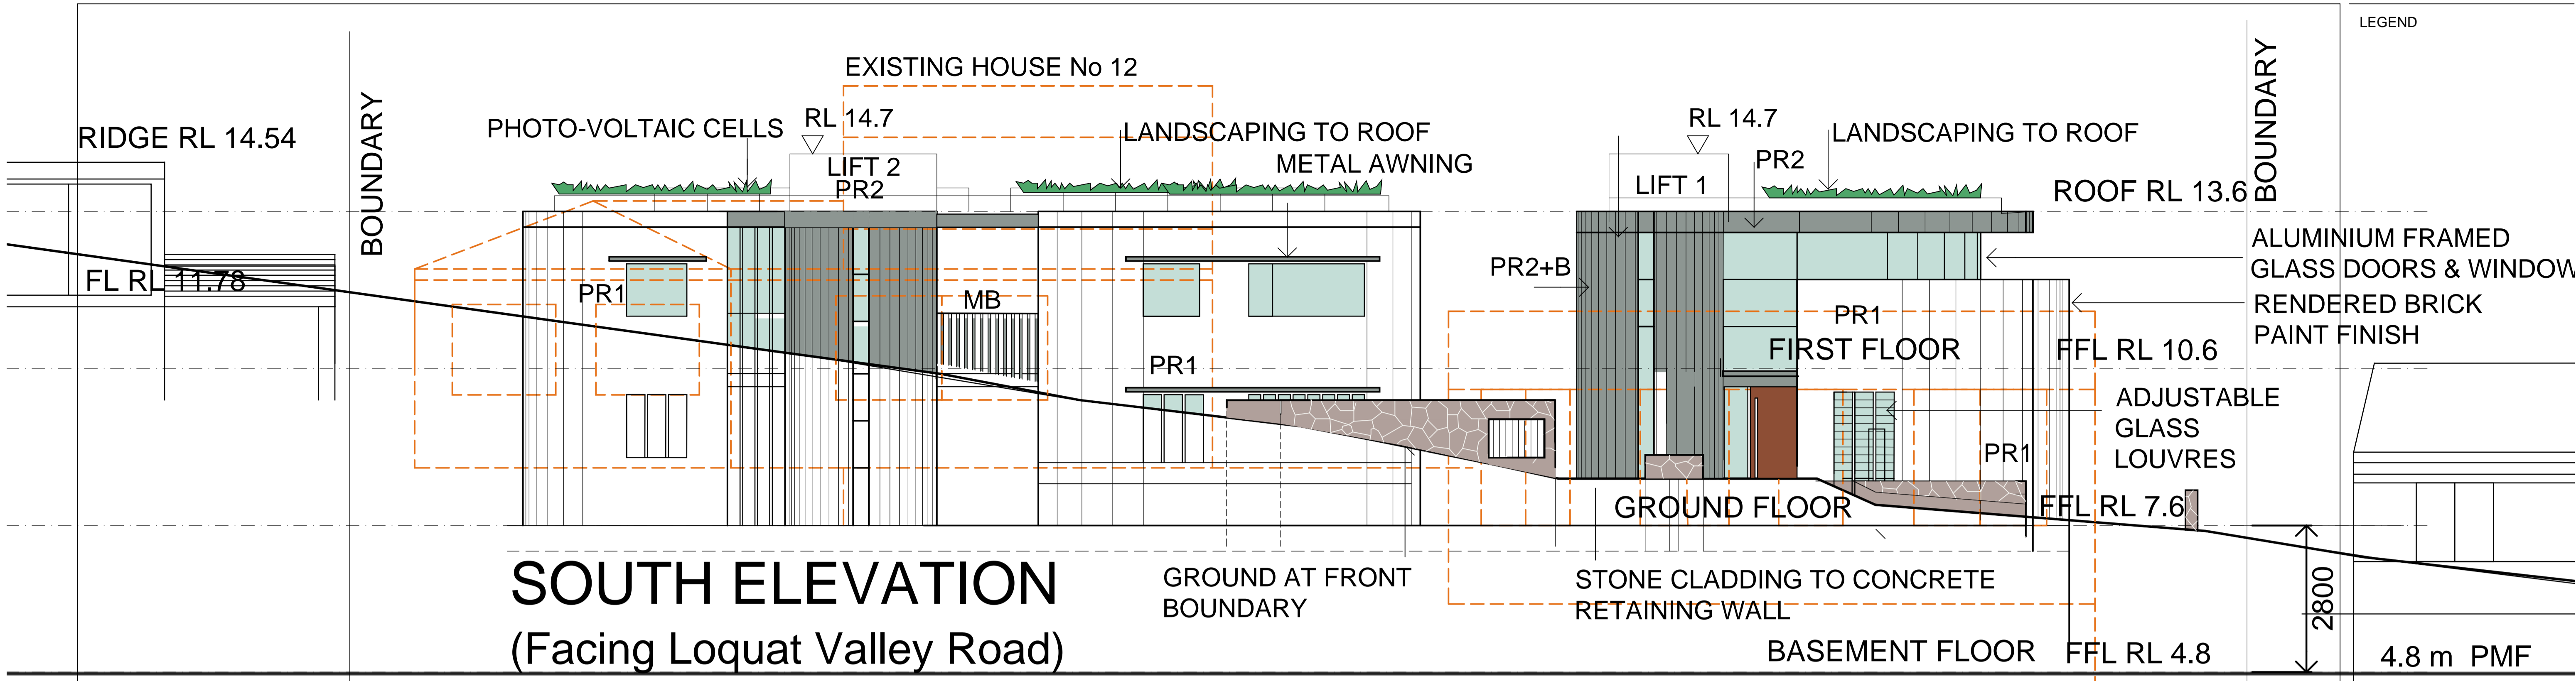 LEGEND
EXISTING HOUSE No 12
BOUNDARY
BOUNDARY
RIDGE RL 14.54
PHOTO-VOLTAIC CELLS
RL 14.7
LIFT 2
PR2
LANDSCAPING TO ROOF
METAL AWNING
RL 14.7
LIFT 1
PR2
LANDSCAPING TO ROOF
ROOF RL 13.6
ALUMINIUM FRAMED
GLASS DOORS & WINDOW
FL RL 11.78
PR1
MB
PR2+B
PR1
RENDERED BRICK
PAINT FINISH
PR1
FIRST FLOOR
FFL RL 10.6
ADJUSTABLE
GLASS
LOUVRES
PR1
GROUND FLOOR
FFL RL 7.6
SOUTH ELEVATION
(Facing Loquat Valley Road)
GROUND AT FRONT
BOUNDARY
STONE CLADDING TO CONCRETE
RETAINING WALL
2800
BASEMENT FLOOR
FFL RL 4.8
4.8 m PMF